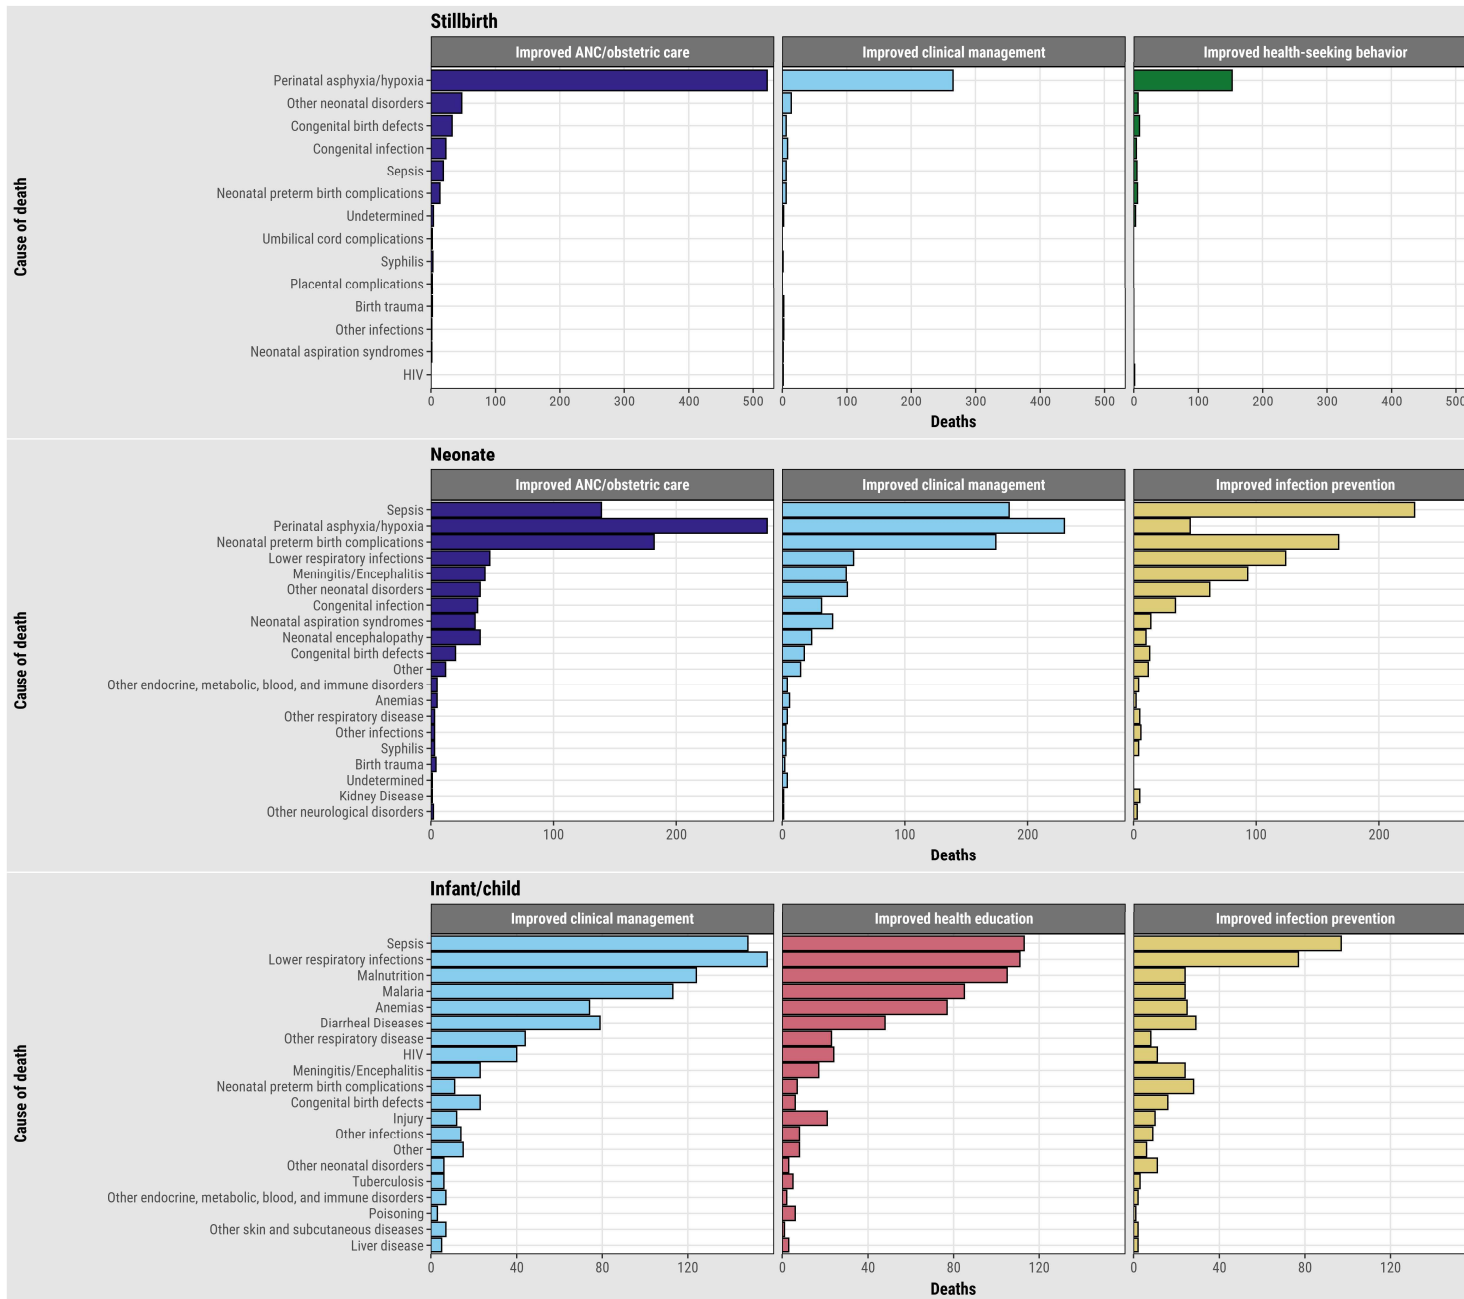 Stillbirth
Improved ANC/obstetric care Improved clinical management Improved health-seeking behavior
Cause of death
Perinatal asphyxia/hypoxia
Other neonatal disorders
Congenital birth defects
Congenital infection
Sepsis
Neonatal preterm birth complications
Undetermined
Umbilical cord complications
Syphilis
Placental complications
Birth trauma
Other infections
Neonatal aspiration syndromes
HIV
0 100 200 300 400 500 0 100 200 300 400 500 0 100 200 300 400 500
Deaths
Neonate
Improved ANC/obstetric care Improved clinical management Improved infection prevention
Cause of death
Sepsis
Perinatal asphyxia/hypoxia
Neonatal preterm birth complications
Lower respiratory infections
Meningitis/Encephalitis
Other neonatal disorders
Congenital infection
Neonatal aspiration syndromes
Neonatal encephalopathy
Congenital birth defects
Other
Other endocrine, metabolic, blood, and immune disorders
Anemias
Other respiratory disease
Other infections
Syphilis
Birth trauma
Undetermined
Kidney Disease
Other neurological disorders
0 100 200 0 100 200 0 100 200
Deaths
Infant/child
Improved clinical management Improved health education Improved infection prevention
Cause of death
Sepsis
Lower respiratory infections
Malnutrition
Malaria
Anemias
Diarrheal Diseases
Other respiratory disease
HIV
Meningitis/Encephalitis
Neonatal preterm birth complications
Congenital birth defects
Injury
Other infections
Other
Other neonatal disorders
Tuberculosis
Other endocrine, metabolic, blood, and immune disorders
Poisoning
Other skin and subcutaneous diseases
Liver disease
0 40 80 120 0 40 80 120 0 40 80 120
Deaths